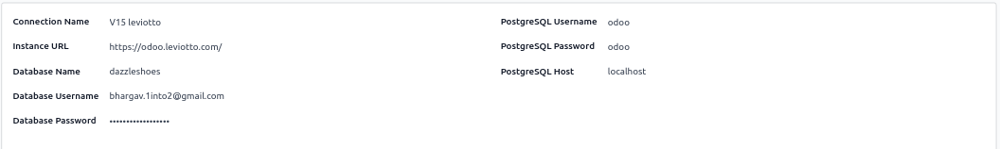 Connection Name V15 leviotto
Instance URL https://odoo.leviotto.com/
Database Name dazzleshoes
Database Username bhargav.1into2@gmail.com
Database Password ••••••••••••••••••
PostgreSQL Username odoo
PostgreSQL Password odoo
PostgreSQL Host localhost